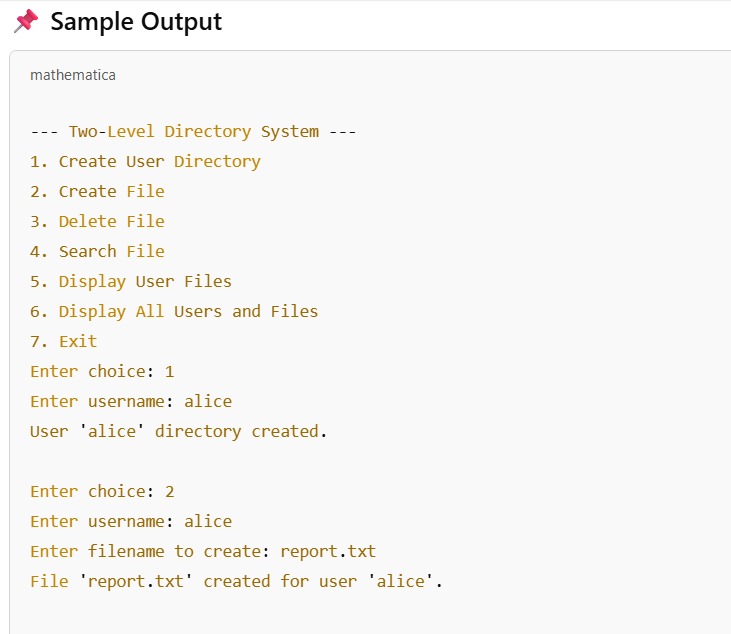 📌 Sample Output
mathematica
--- Two-Level Directory System ---
1. Create User Directory
2. Create File
3. Delete File
4. Search File
5. Display User Files
6. Display All Users and Files
7. Exit
Enter choice: 1
Enter username: alice
User 'alice' directory created.
Enter choice: 2
Enter username: alice
Enter filename to create: report.txt
File 'report.txt' created for user 'alice'.